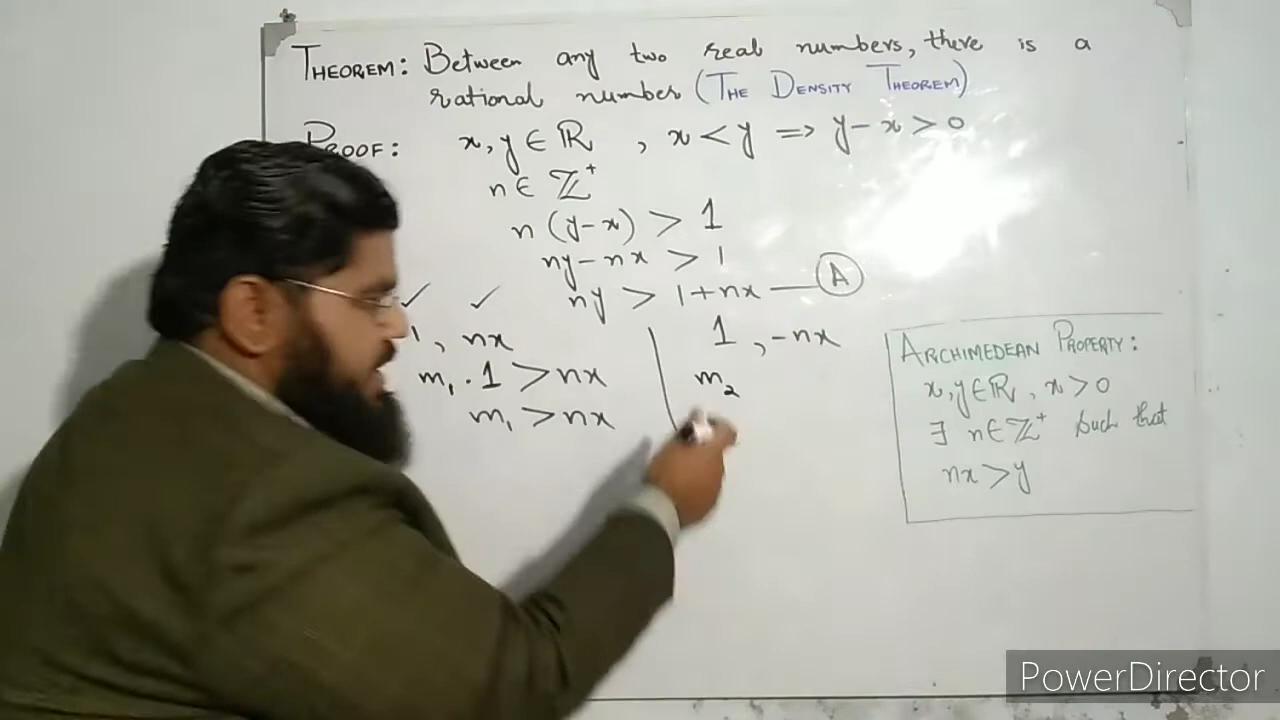 THEOREM: Between any two real numbers, there is a
rational number (THE DENSITY THEOREM)
PROOF: x, y ∈ ℝ , x < y ⇒ y - x > 0
n ∈ ℤ⁺
n (y-x) > 1
ny - nx > 1
ny > 1 + nx — Ⓐ
✓ ✓
1, nx
m₁ . 1 > nx
m₁ > nx
1, -nx
m₂
ARCHIMEDEAN PROPERTY:
x, y ∈ ℝ, x > 0
∃ n ∈ ℤ⁺ such that
nx > y
PowerDirector